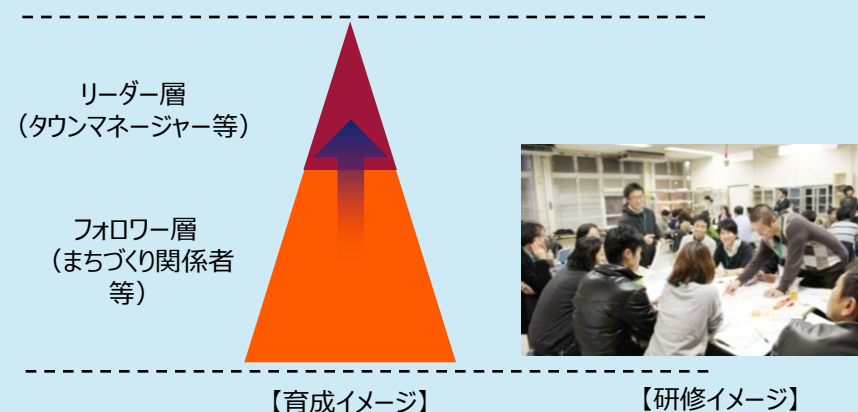 リーダー層
（タウンマネージャー等）
フォロワー層
（まちづくり関係者
等）
【育成イメージ】
【研修イメージ】